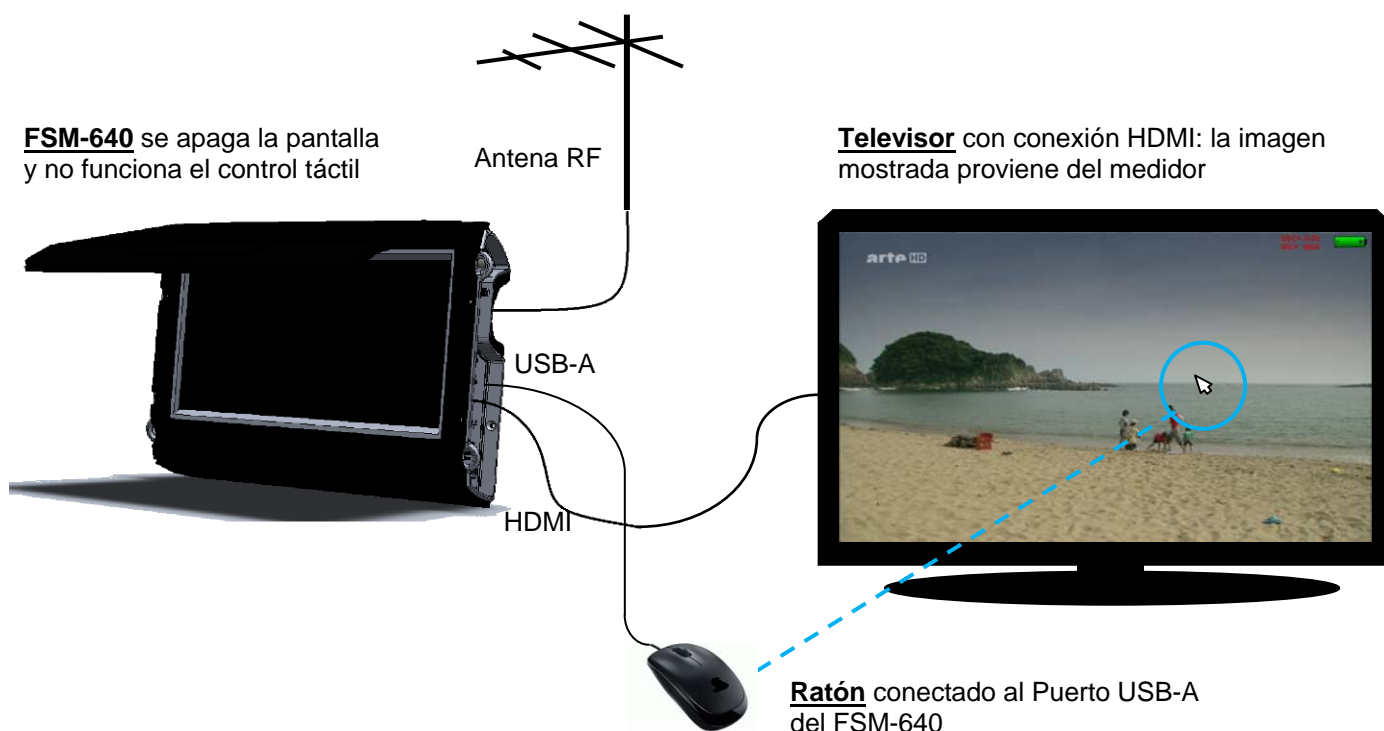 FSM-640 se apaga la pantalla
y no funciona el control táctil
Antena RF
Televisor con conexión HDMI: la imagen
mostrada proviene del medidor
arte HD
USB-A
HDMI
Ratón conectado al Puerto USB-A
del FSM-640